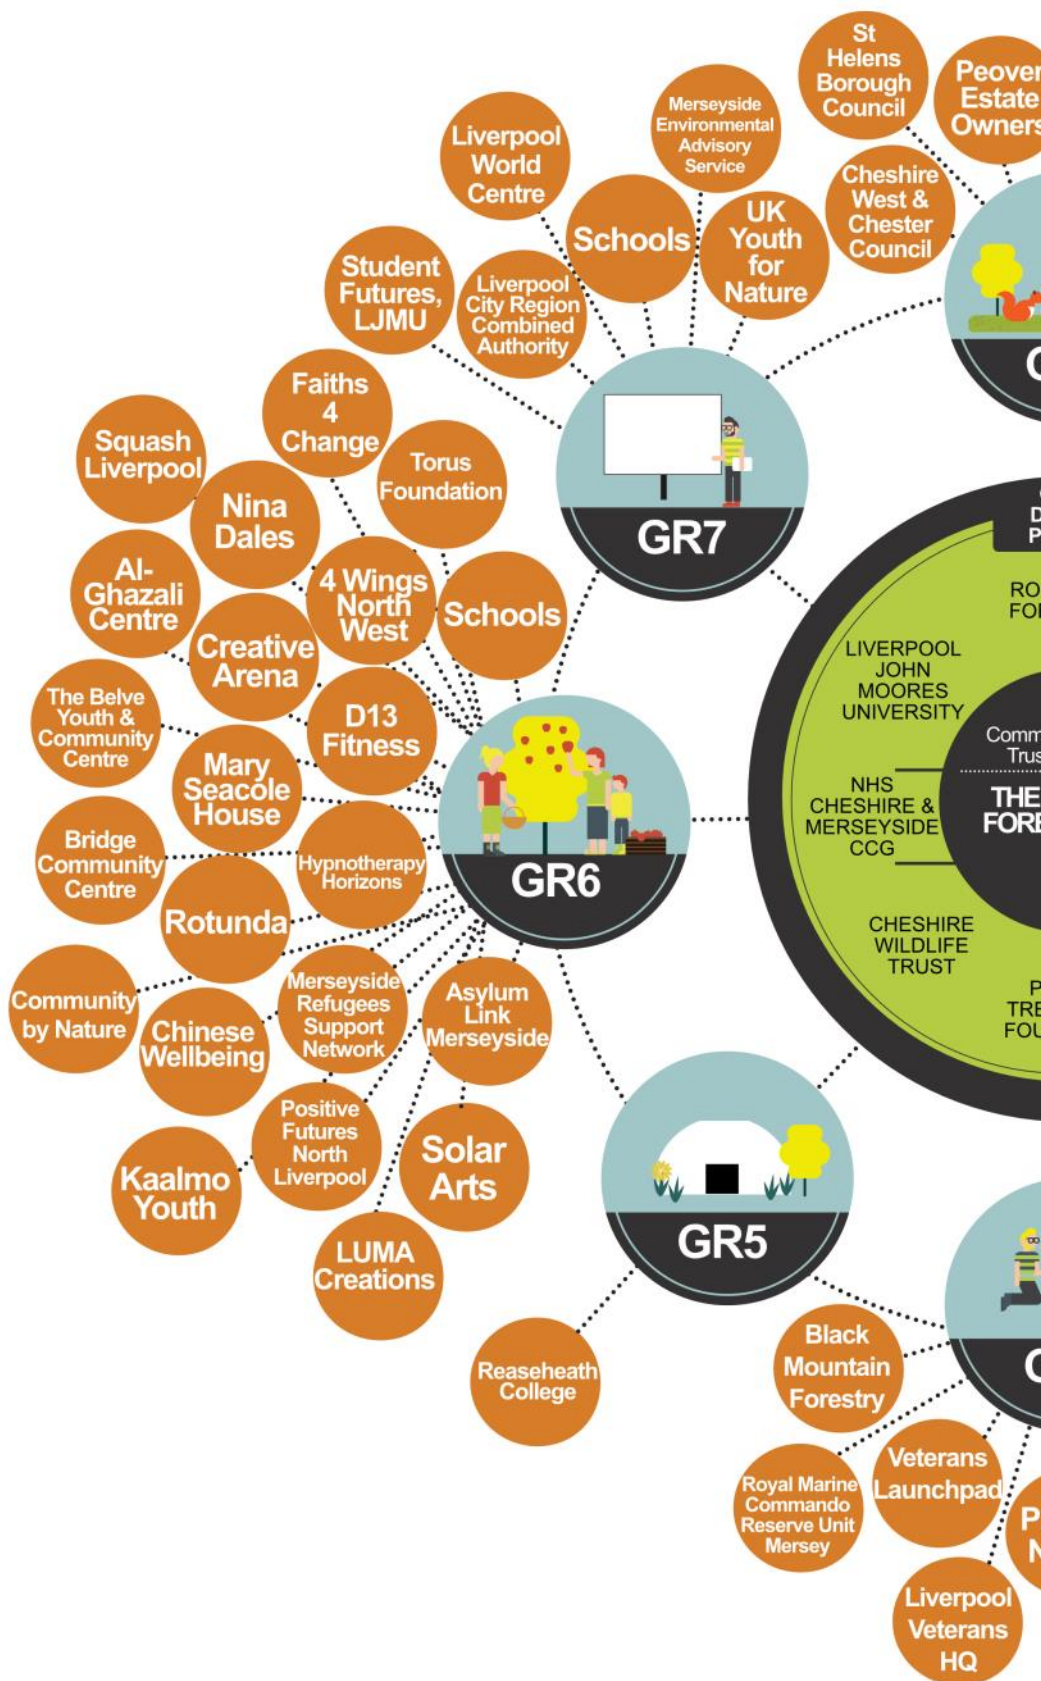 St
Helens
Borough
Council
Peover
Estate
Owners
Liverpool
World
Centre
Merseyside
Environmental
Advisory
Service
Schools
UK
Youth
for
Nature
Cheshire
West &
Chester
Council
Student
Futures,
LJMU
Liverpool
City Region
Combined
Authority
GR7
Faiths
4
Change
Torus
Foundation
Squash
Liverpool
Nina
Dales
Al-
Ghazali
Centre
4 Wings
North
West
Schools
Creative
Arena
The Belve
Youth &
Community
Centre
D13
Fitness
Mary
Seacole
House
Bridge
Community
Centre
Hypnotherapy
Horizons
GR6
Rotunda
Community
by Nature
Chinese
Wellbeing
Merseyside
Refugees
Support
Network
Asylum
Link
Merseyside
Kaalmo
Youth
Positive
Futures
North
Liverpool
Solar
Arts
LUMA
Creations
LIVERPOOL
JOHN
MOORES
UNIVERSITY
NHS
CHESHIRE &
MERSEYSIDE
CCG
THE
CHESHIRE
WILDLIFE
TRUST
GR5
Reaseheath
College
Black
Mountain
Forestry
Royal Marine
Commando
Reserve Unit
Mersey
Veterans
Launchpad
Liverpool
Veterans
HQ